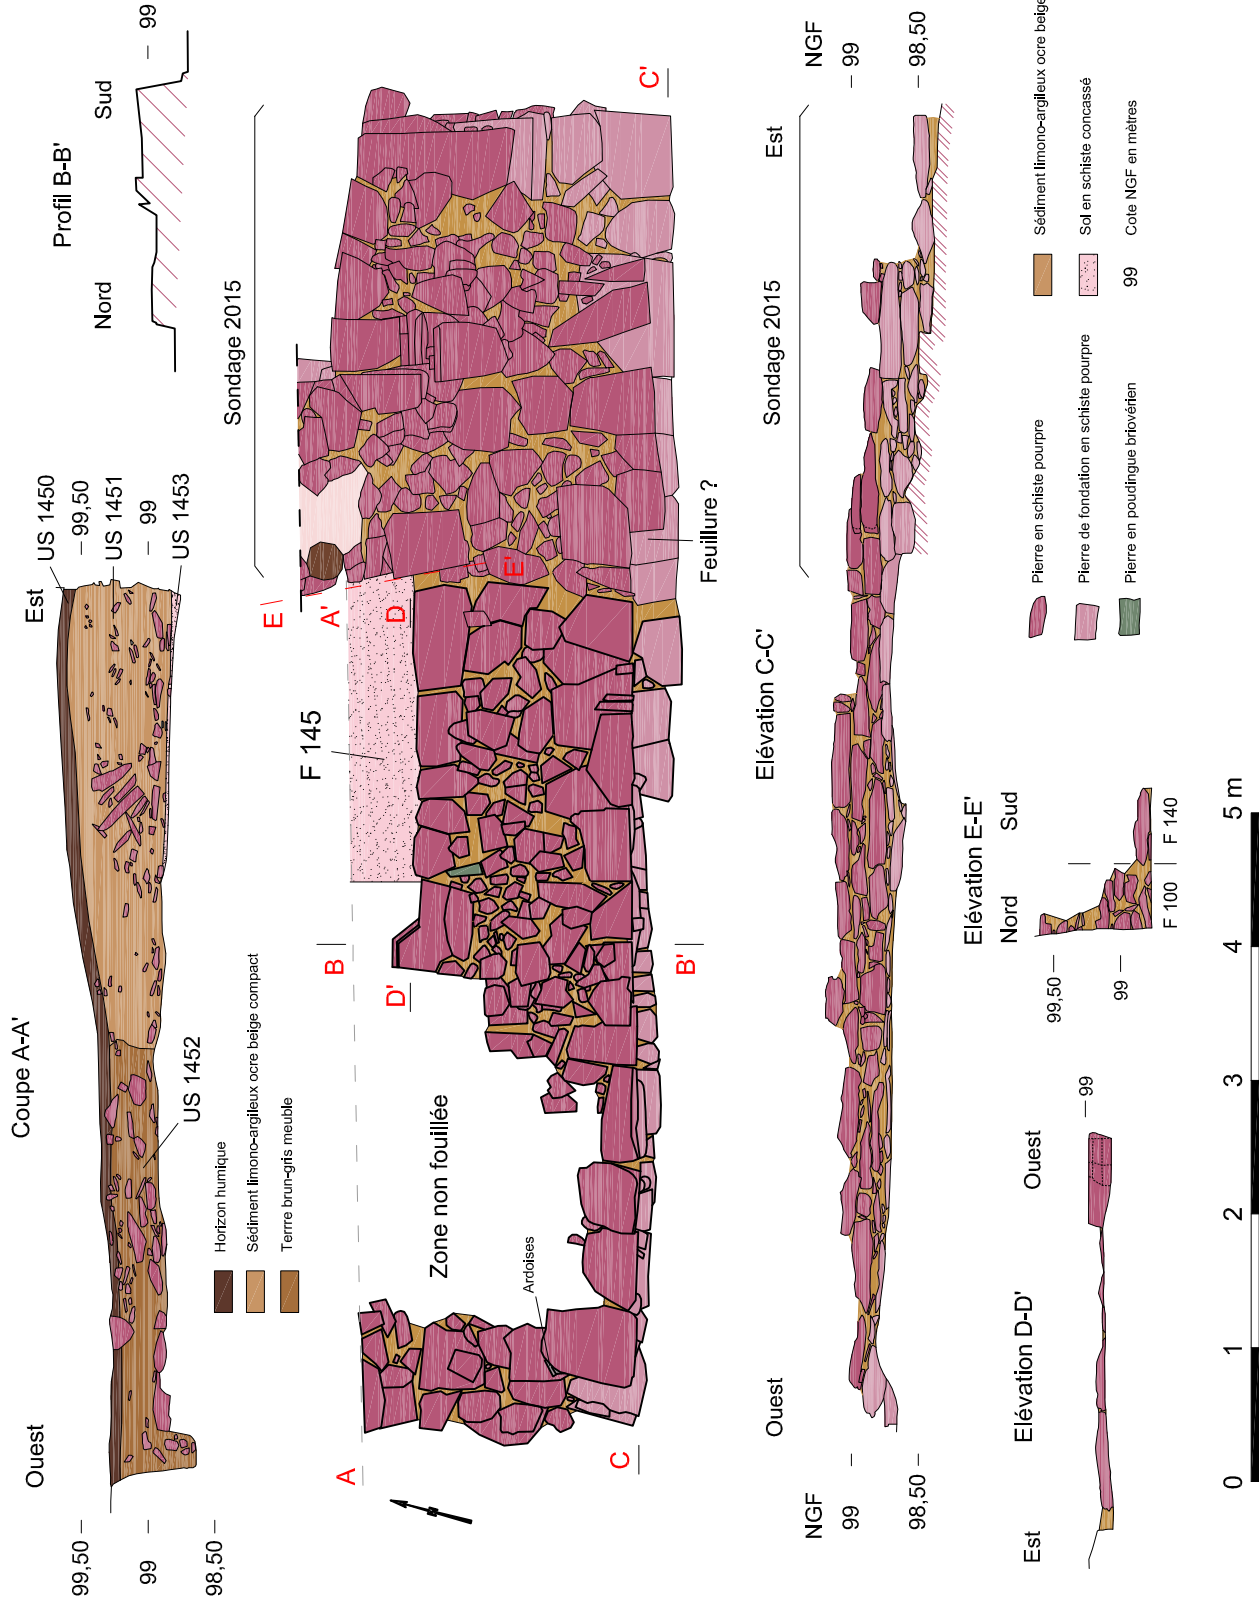 Coupe A-A'
Ouest
Est
99,50
99
98,50
US 1450
99,50
US 1451
99
US 1453
US 1452
Horizon humique
Sédiment limono-argileux ocre beige compact
Terrre brun-gris meuble
Profil B-B'
Nord
Sud
99
Sondage 2015
A
A'
B
B'
C
C'
D
D'
E
E'
F 145
Zone non fouillée
Ardoises
Feuillure ?
Elévation C-C'
Sondage 2015
Ouest
Est
NGF
99
98,50
NGF
99
98,50
Elévation D-D'
Est
Ouest
99
Elévation E-E'
Nord
Sud
99,50
99
F 100
F 140
Pierre en schiste pourpre
Pierre de fondation en schiste pourpre
Pierre en poudingue briovérien
Sédiment limono-argileux ocre beige
Sol en schiste concassé
99
Cote NGF en mètres
0
1
2
3
4
5 m